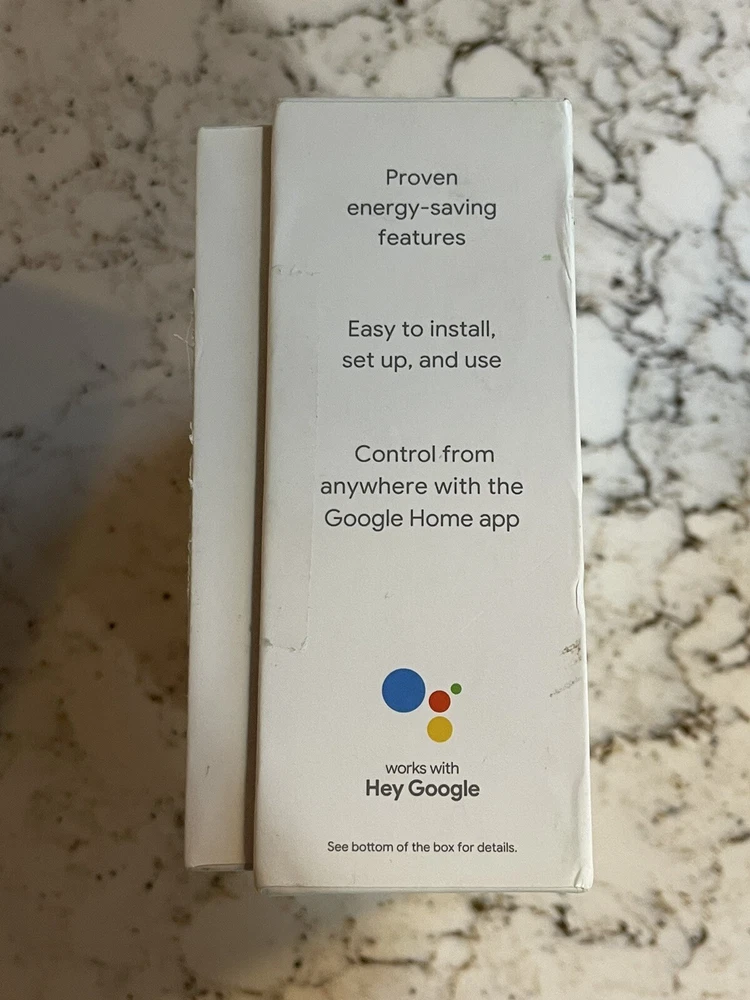 Proven
energy-saving
features
Easy to install,
set up, and use
Control from
anywhere with the
Google Home app
works with
Hey Google
See bottom of the box for details.